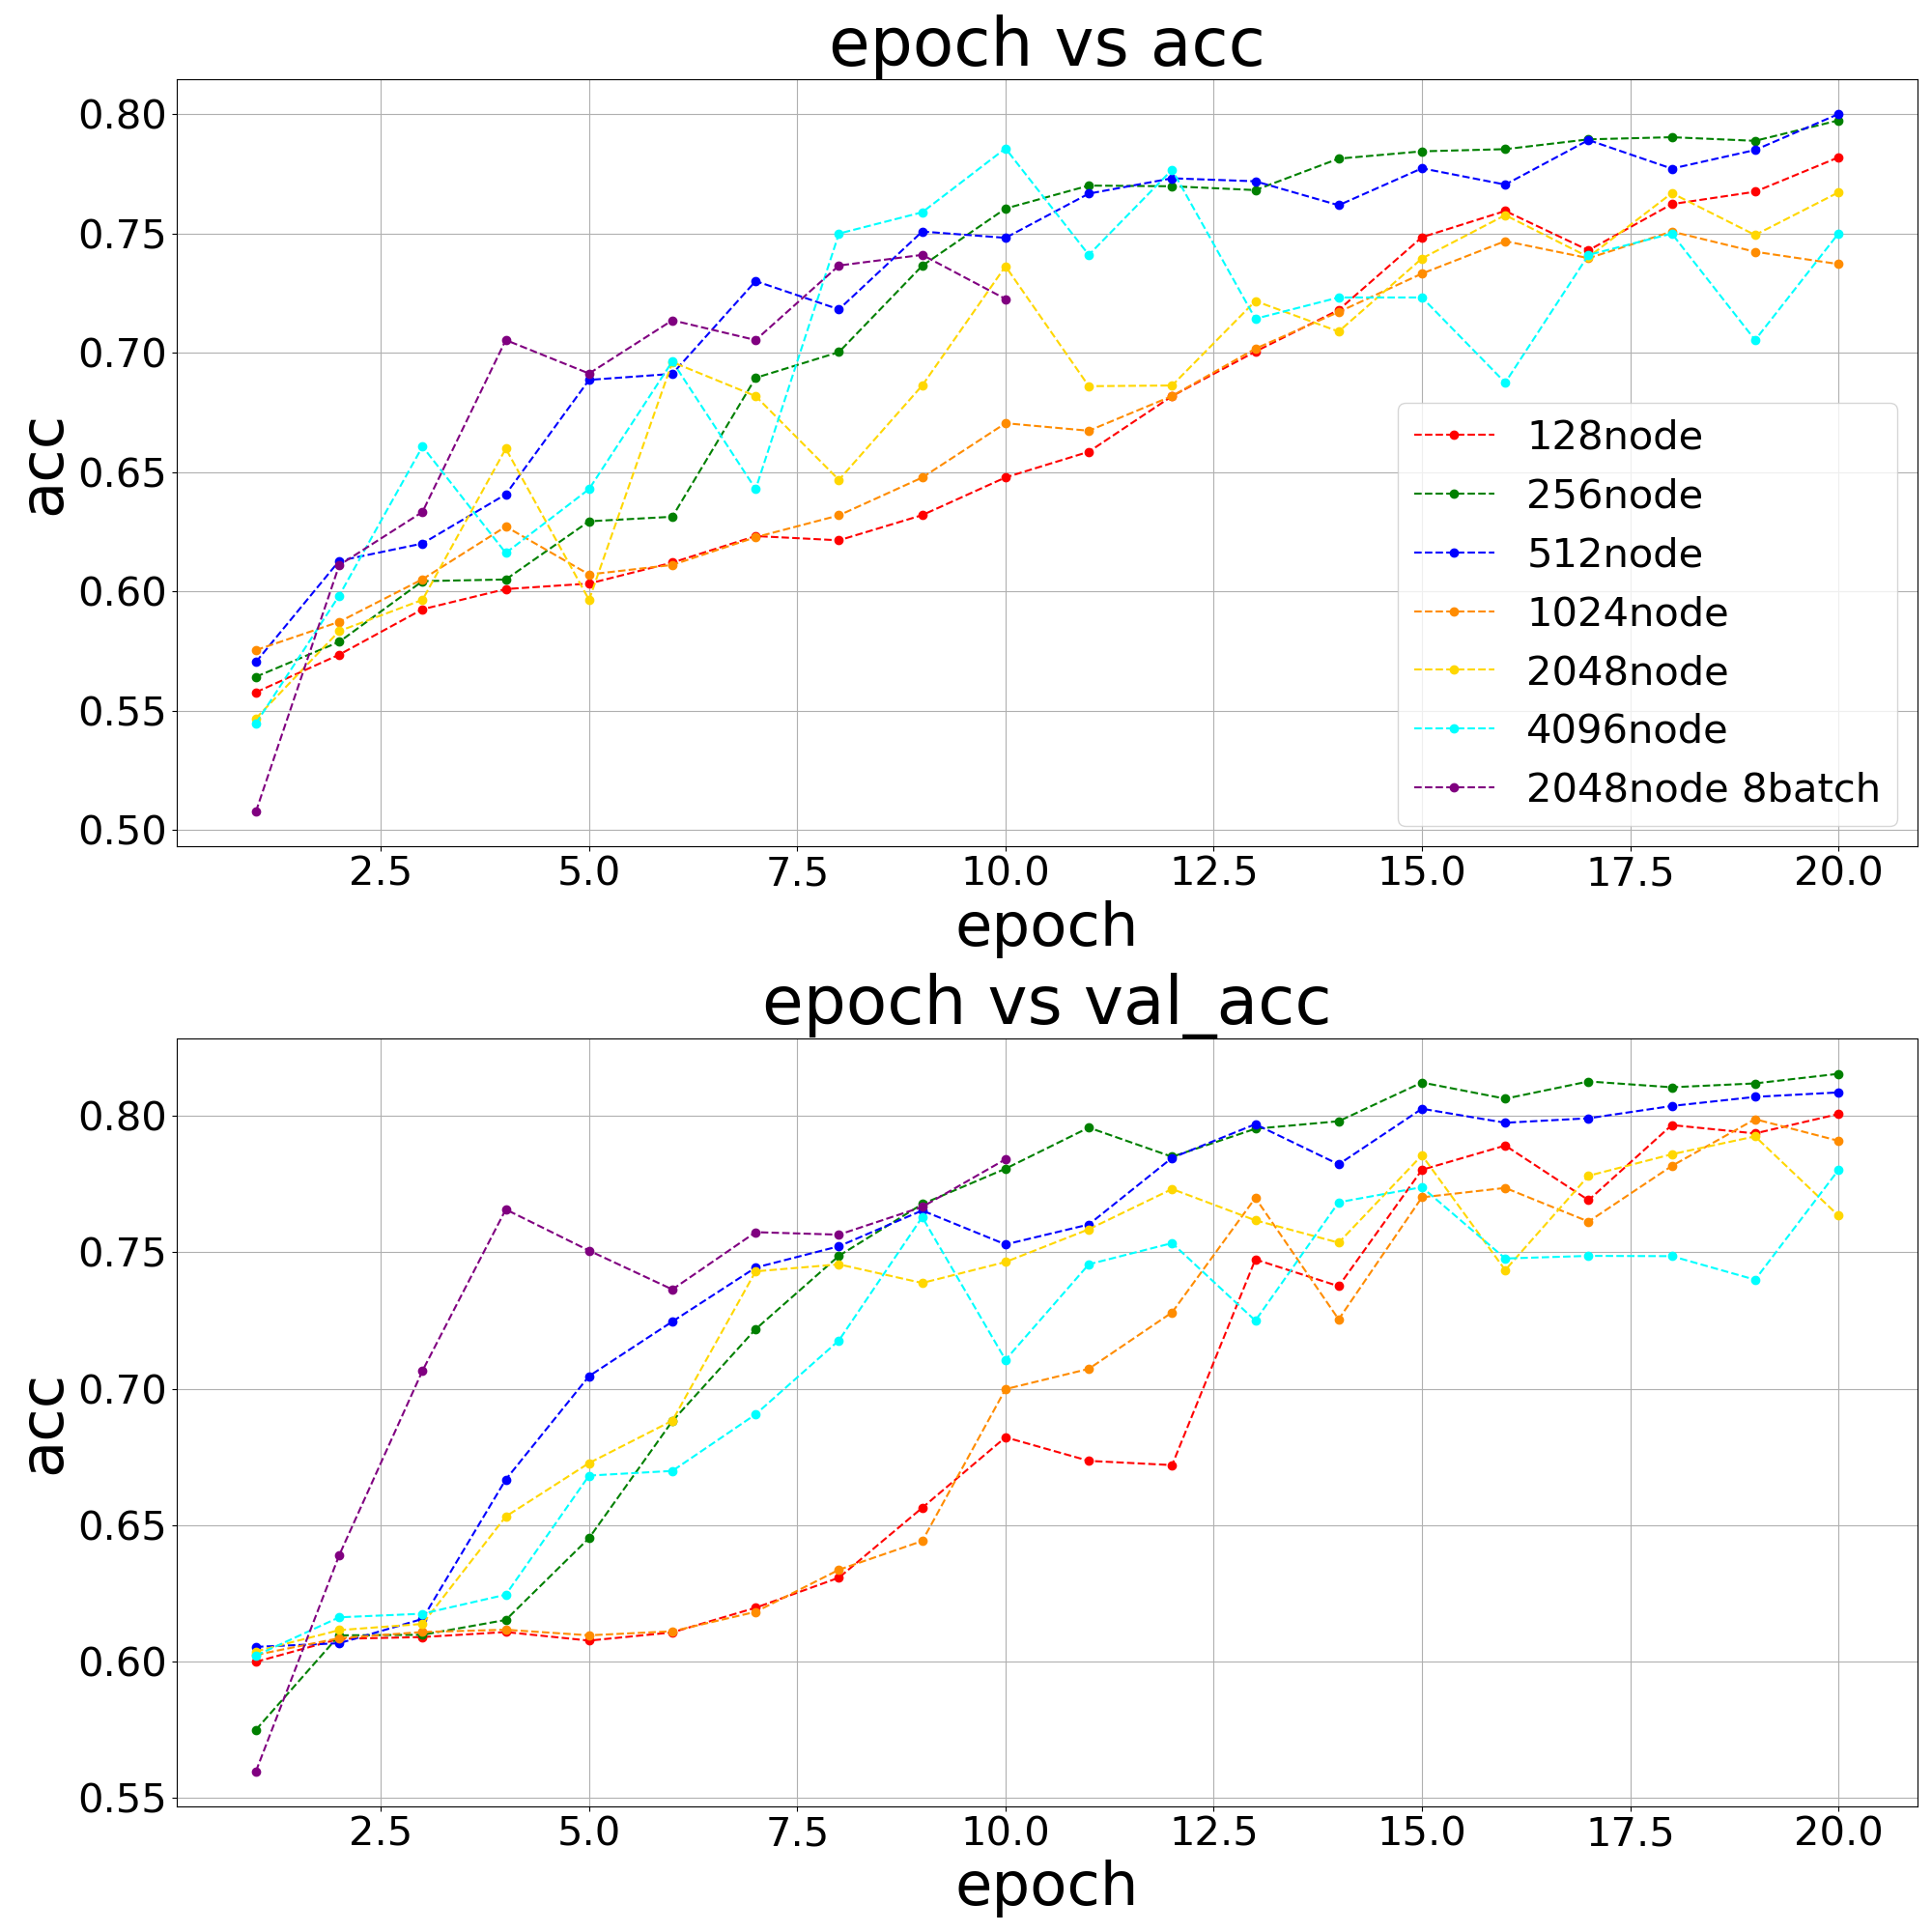 epoch vs acc
0.80
0.75
0.70
0.65
0.60
0.55
0.50
acc
128node
256node
512node
1024node
2048node
4096node
2048node 8batch
2.5 5.0 7.5 10.0 12.5 15.0 17.5 20.0
epoch
epoch vs val_acc
0.80
0.75
0.70
0.65
0.60
0.55
acc
2.5 5.0 7.5 10.0 12.5 15.0 17.5 20.0
epoch